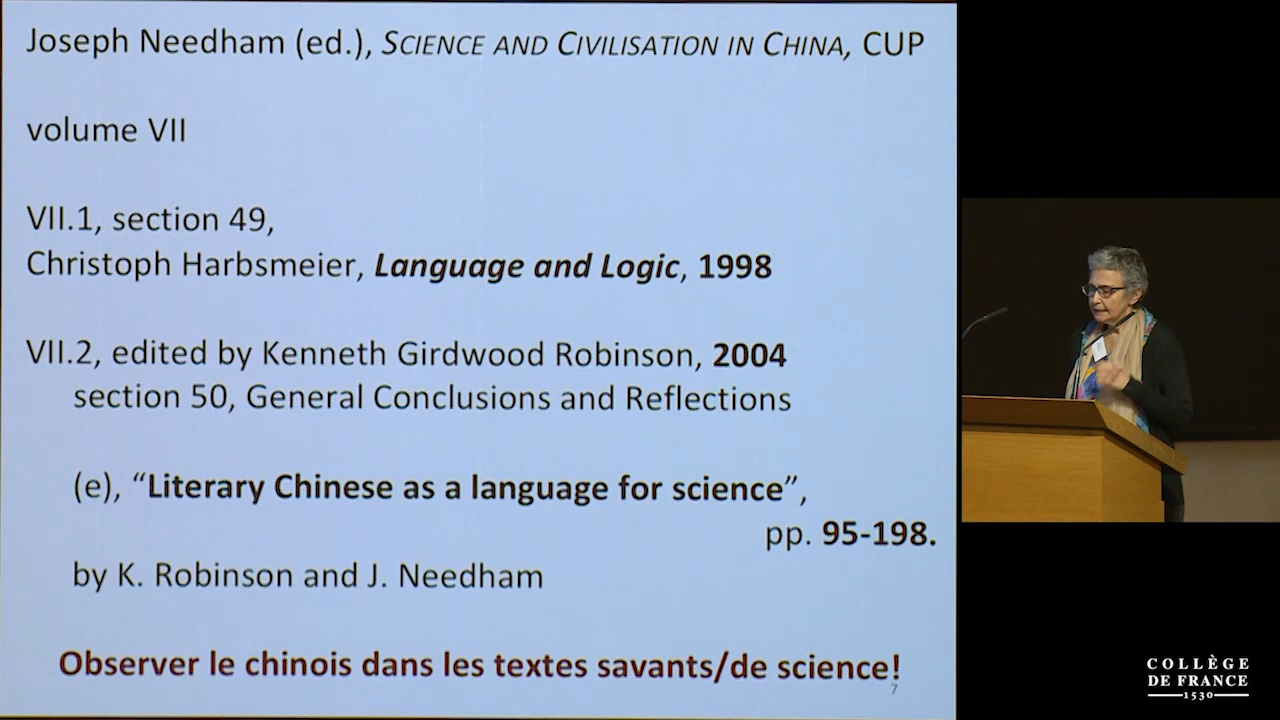 Joseph Needham (ed.), SCIENCE AND CIVILISATION IN CHINA, CUP
volume VII
VII.1, section 49,
Christoph Harbsmeier, Language and Logic, 1998
VII.2, edited by Kenneth Girdwood Robinson, 2004
section 50, General Conclusions and Reflections
(e), “Literary Chinese as a language for science”,
pp. 95-198.
by K. Robinson and J. Needham
Observer le chinois dans les textes savants/de science!
7
COLLÈGE
DE FRANCE
1530